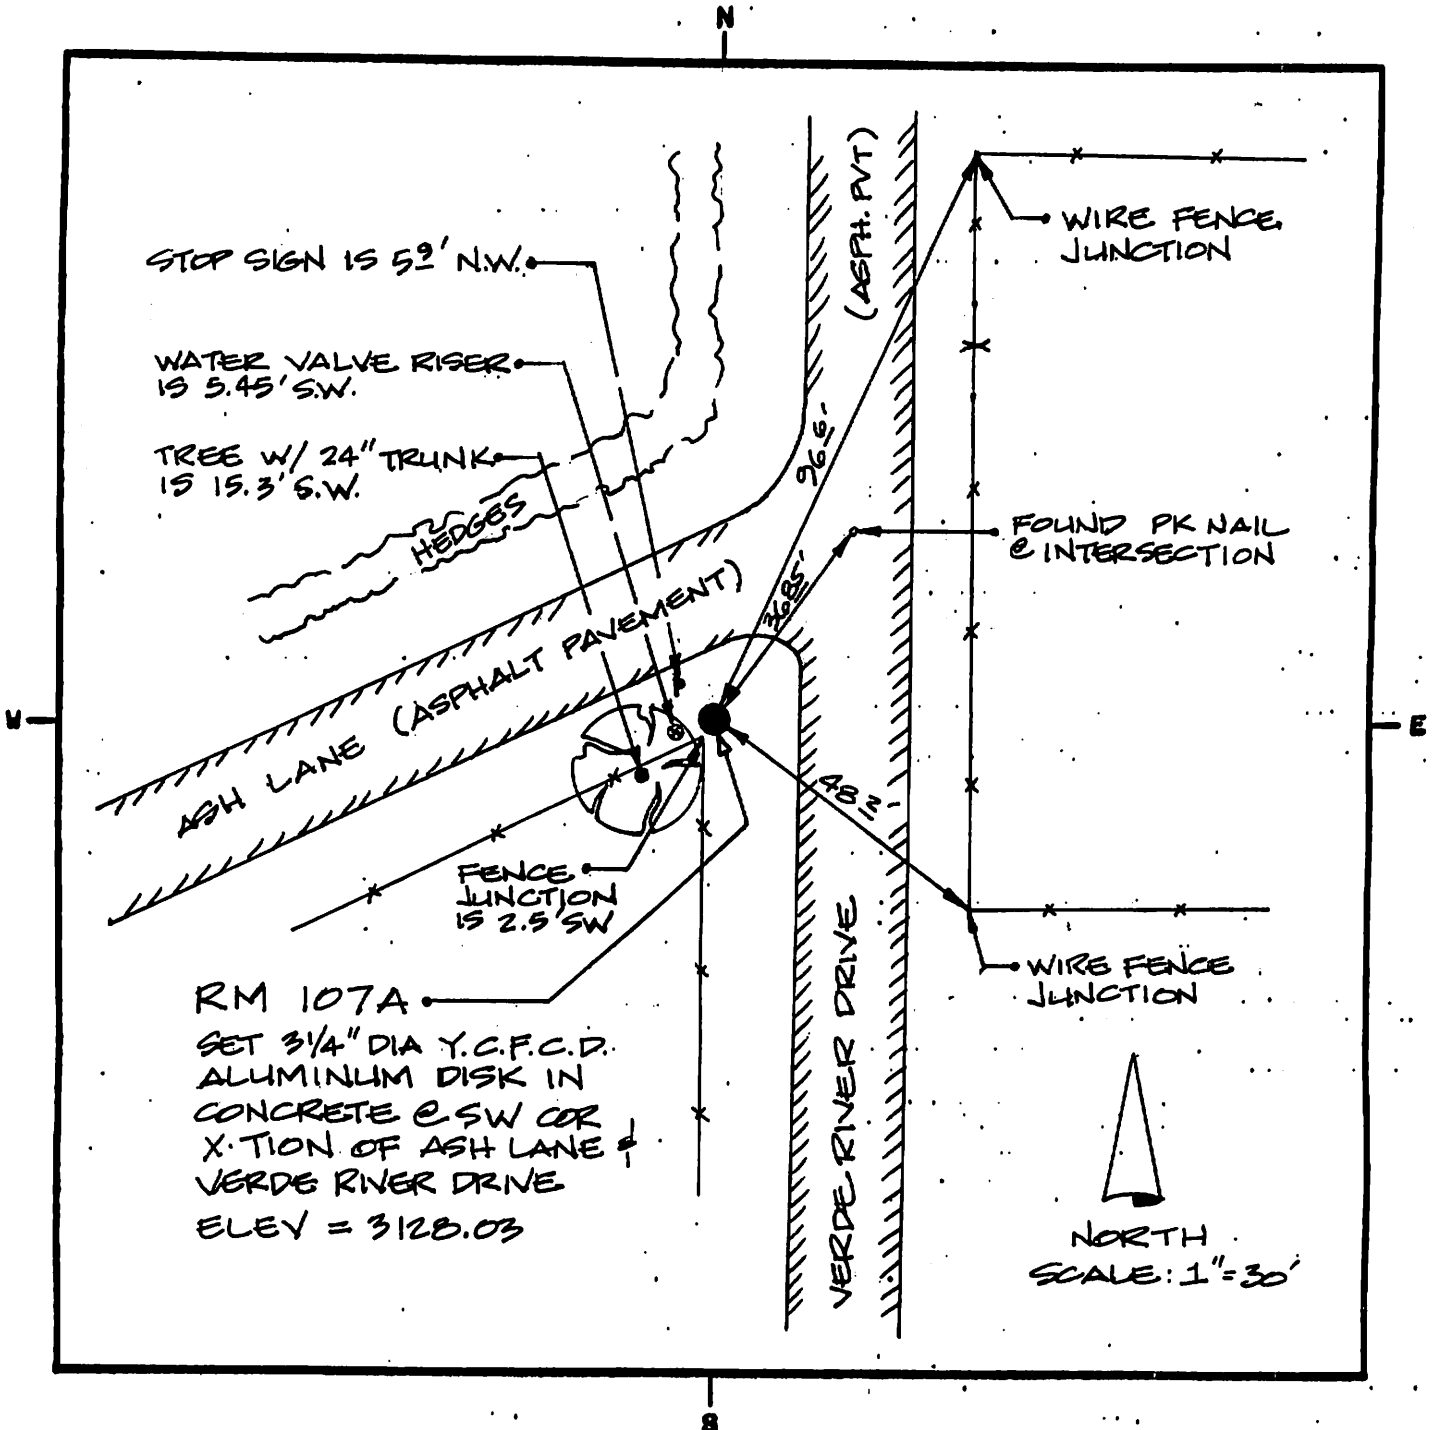 N
STOP SIGN IS 5 9' N.W.
WATER VALVE RISER
IS 5.45' S.W.
TREE W/ 24" TRUNK
IS 15.3' S.W.
HEDGES
(ASPH. PVT)
WIRE FENCE
JUNCTION
96.6'
36.85'
FOUND PK NAIL
@ INTERSECTION
ASH LANE (ASPHALT PAVEMENT)
W
E
48.2'
FENCE
JUNCTION
IS 2.5' SW
WIRE FENCE
JUNCTION
VERDE RIVER DRIVE
RM 107A
SET 3 1/4" DIA Y.C.F.C.D.
ALUMINUM DISK IN
CONCRETE @ SW COR
X·TION OF ASH LANE &
VERDE RIVER DRIVE
ELEV = 3128.03
NORTH
SCALE: 1"=30'
S